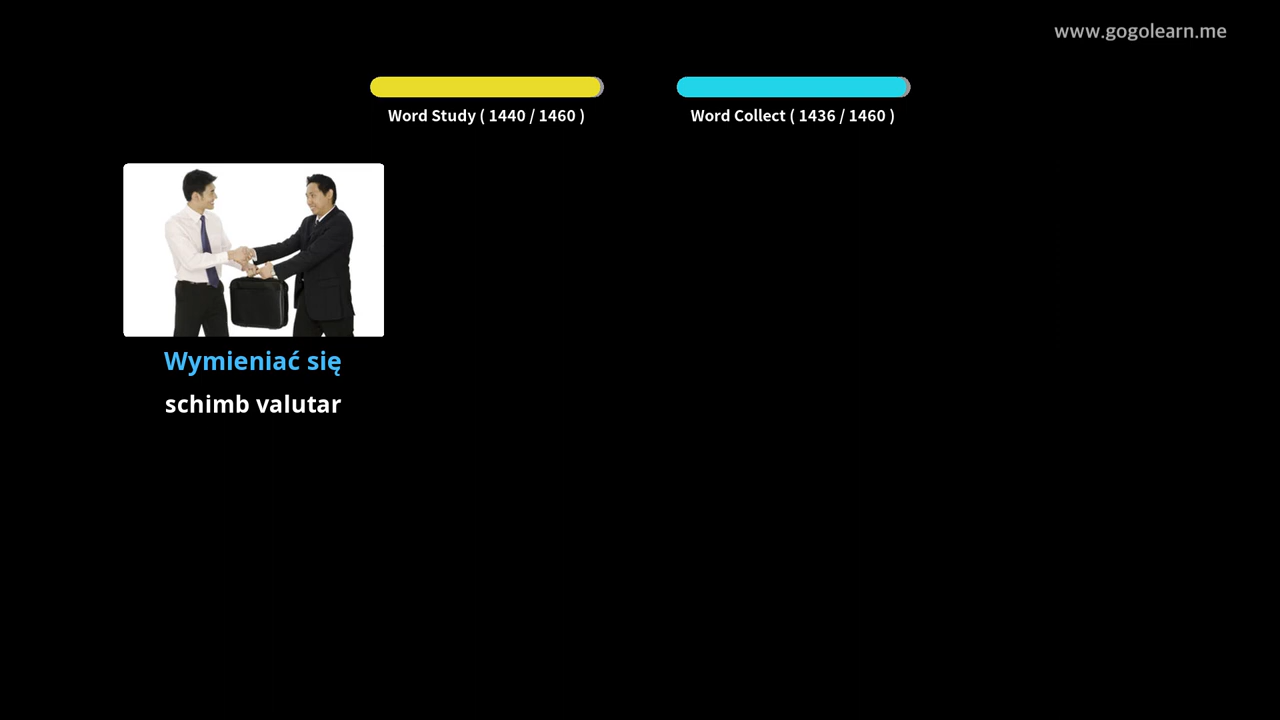 www.gogolearn.me
Word Study ( 1440 / 1460 )
Word Collect ( 1436 / 1460 )
Wymieniać się
schimb valutar